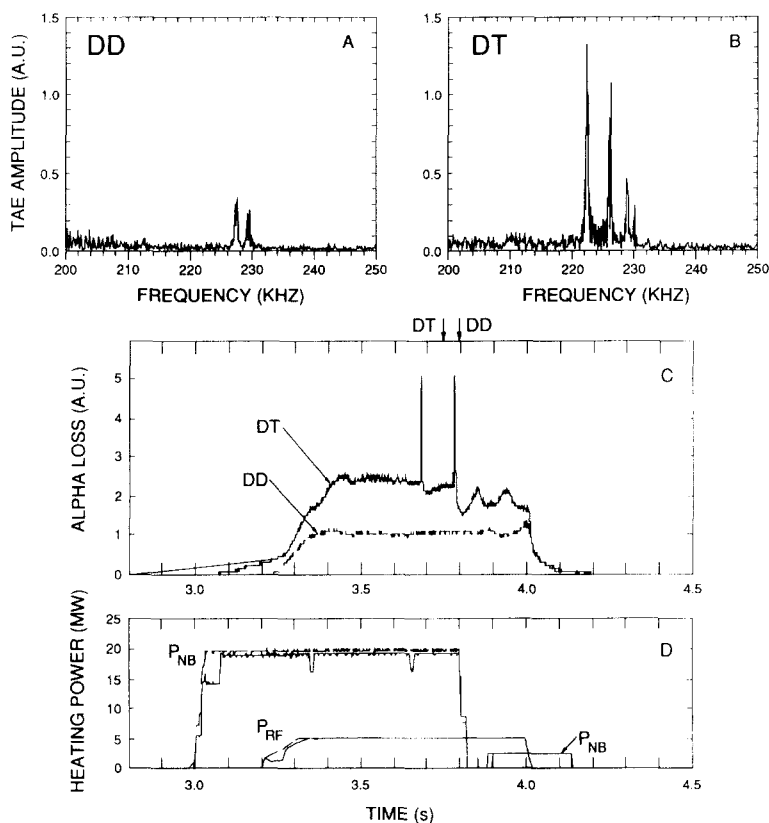 DD
A
TAE AMPLITUDE (A.U.)
1.5
1.0
0.5
0.0
200 210 220 230 240 250
FREQUENCY (KHZ)
DT
B
1.5
1.0
0.5
0.0
200 210 220 230 240 250
FREQUENCY (KHZ)
DT DD
C
ALPHA LOSS (A.U.)
5
4
3
2
1
0
DT
DD
3.0 3.5 4.0 4.5
D
HEATING POWER (MW)
25
20
15
10
5
0
P_NB
P_RF
P_NB
3.0 3.5 4.0 4.5
TIME (s)